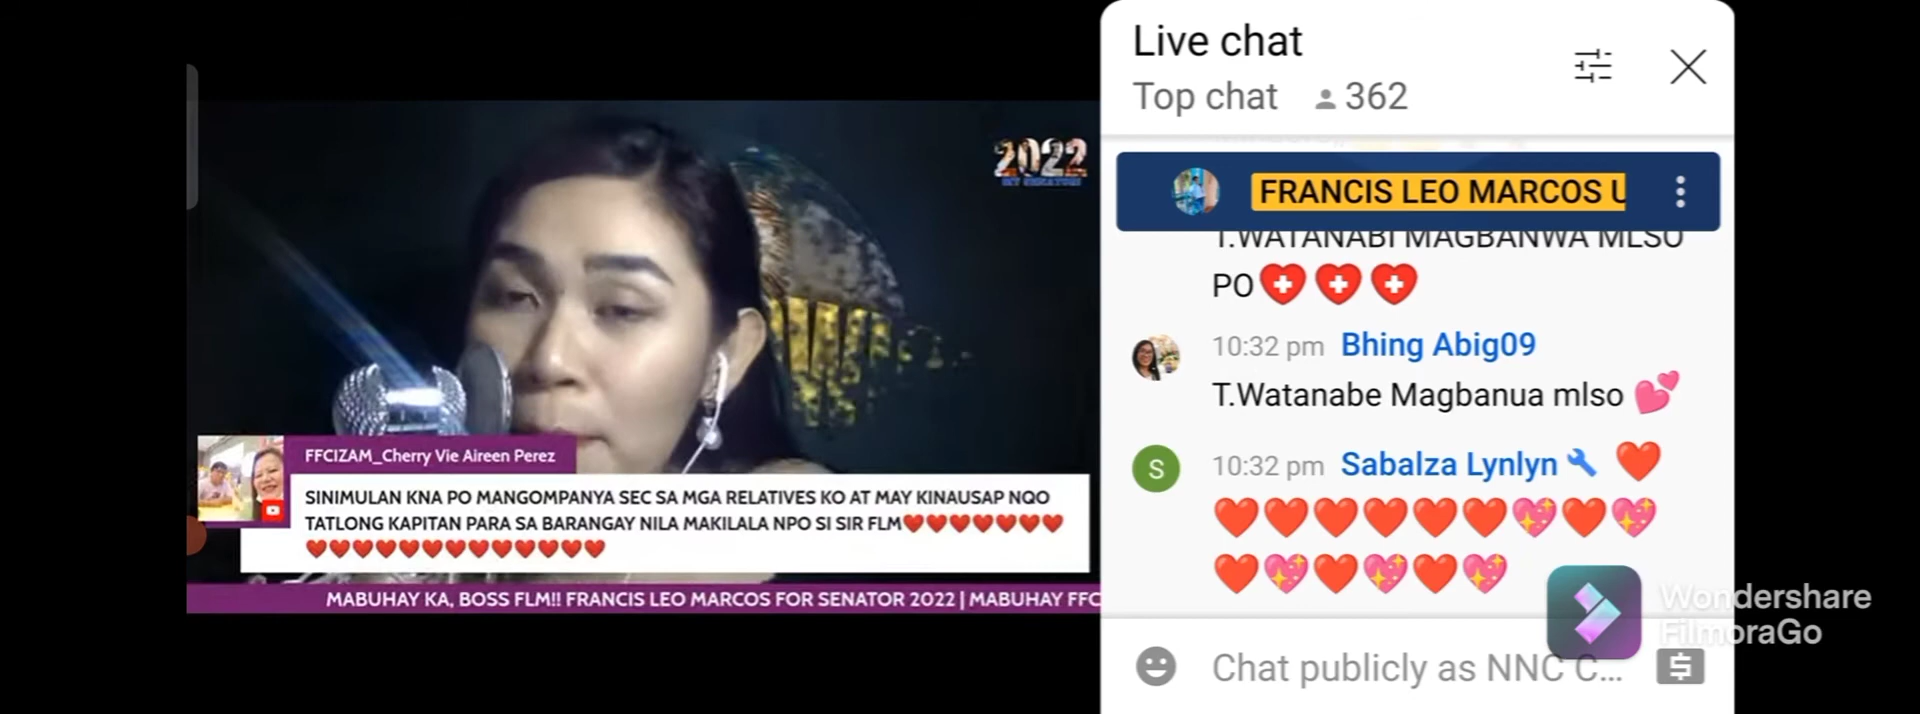 2022
FFCIZAM_Cherry Vie Aireen Perez
SINIMULAN KNA PO MANGOMPANYA SEC SA MGA RELATIVES KO AT MAY KINAUSAP NQO
TATLONG KAPITAN PARA SA BARANGAY NILA MAKILALA NPO SI SIR FLM❤️❤️❤️❤️❤️❤️❤️
❤️❤️❤️❤️❤️❤️❤️❤️❤️❤️❤️❤️❤️
MABUHAY KA, BOSS FLM!! FRANCIS LEO MARCOS FOR SENATOR 2022 | MABUHAY FFC
Live chat
Top chat 362
FRANCIS LEO MARCOS U
T.WATANABI MAGBANWA MLSO
PO
10:32 pm Bhing Abig09
T.Watanabe Magbanua mlso 💕
10:32 pm Sabalza Lynlyn 🔧 ❤️
❤️❤️❤️❤️❤️❤️💖❤️💖
❤️💖❤️💖❤️💖
Chat publicly as NNC C...
Wondershare
FilmoraGo